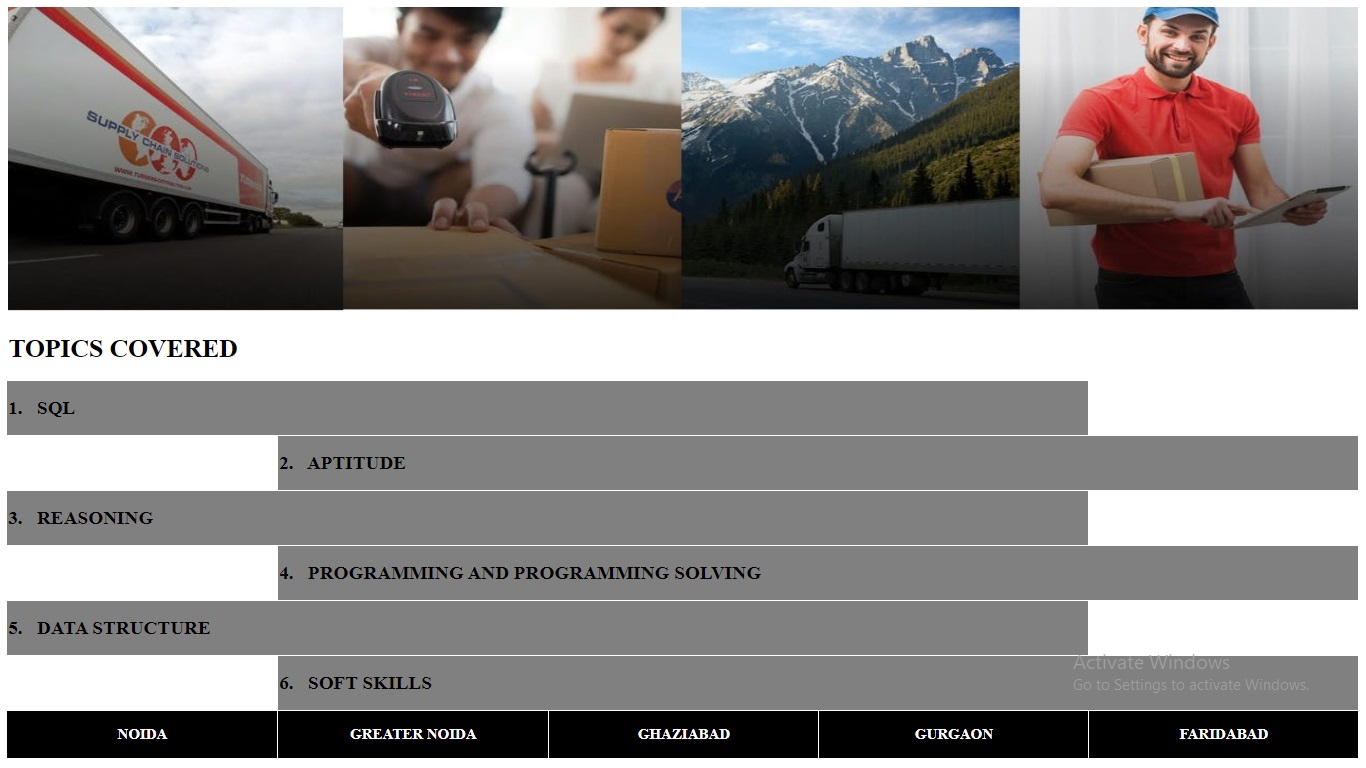 SUPPLY CHAIN SOLUTIONS
TOPICS COVERED
1. SQL
2. APTITUDE
3. REASONING
4. PROGRAMMING AND PROGRAMMING SOLVING
5. DATA STRUCTURE
6. SOFT SKILLS
Activate Windows
Go to Settings to activate Windows.
NOIDA GREATER NOIDA GHAZIABAD GURGAON FARIDABAD